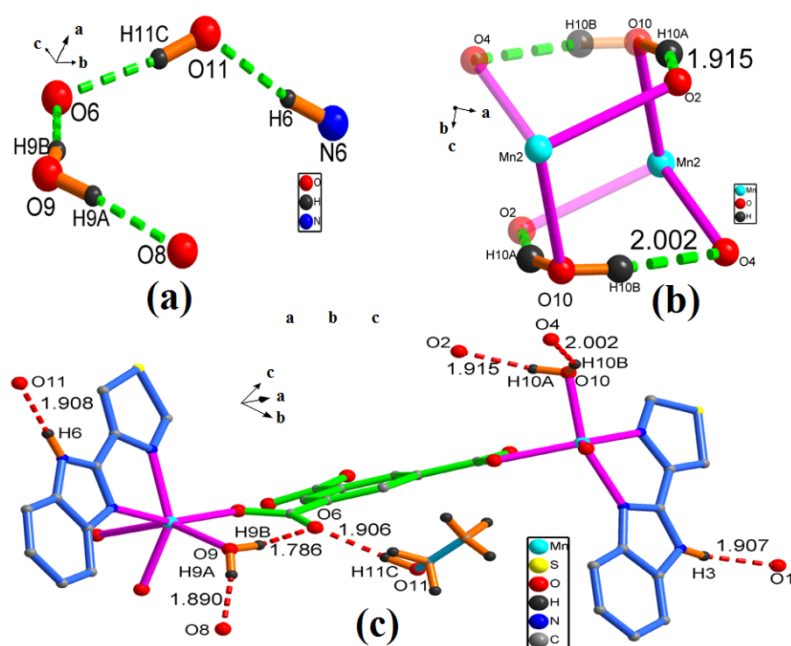 a
c
b
H11C
O11
O6
H6
N6
H9B
O9
H9A
O8
O
H
N
(a)
H10B
O10
H10A
O4
1.915
O2
a
b
c
Mn2
Mn2
O2
2.002
H10A
O10
H10B
O4
Mn
O
H
(b)
a b c
O11
1.908
H6
c
a
b
O4
2.002
O2
H10B
1.915
H10A
O10
O6
H9B
1.906
O9
1.786
H9A
H11C
O11
1.890
O8
1.907
H3
O1
Mn
S
O
H
N
C
(c)